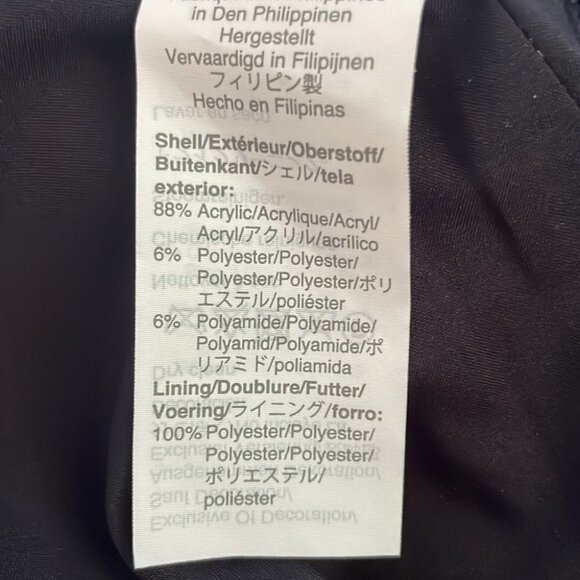 in Den Philippinen
Hergestellt
Vervaardigd in Filipijnen
フィリピン製
Hecho en Filipinas
Shell/Extérieur/Oberstoff/
Buitenkant/シェル/tela
exterior:
88% Acrylic/Acrylique/Acryl/
Acryl/アクリル/acrílico
6% Polyester/Polyester/
Polyester/Polyester/ポリ
エステル/poliéster
6% Polyamide/Polyamide/
Polyamid/Polyamide/ポ
リアミド/poliamida
Lining/Doublure/Futter/
Voering/ライニング/forro:
100% Polyester/Polyester/
Polyester/Polyester/
ポリエステル/
poliéster